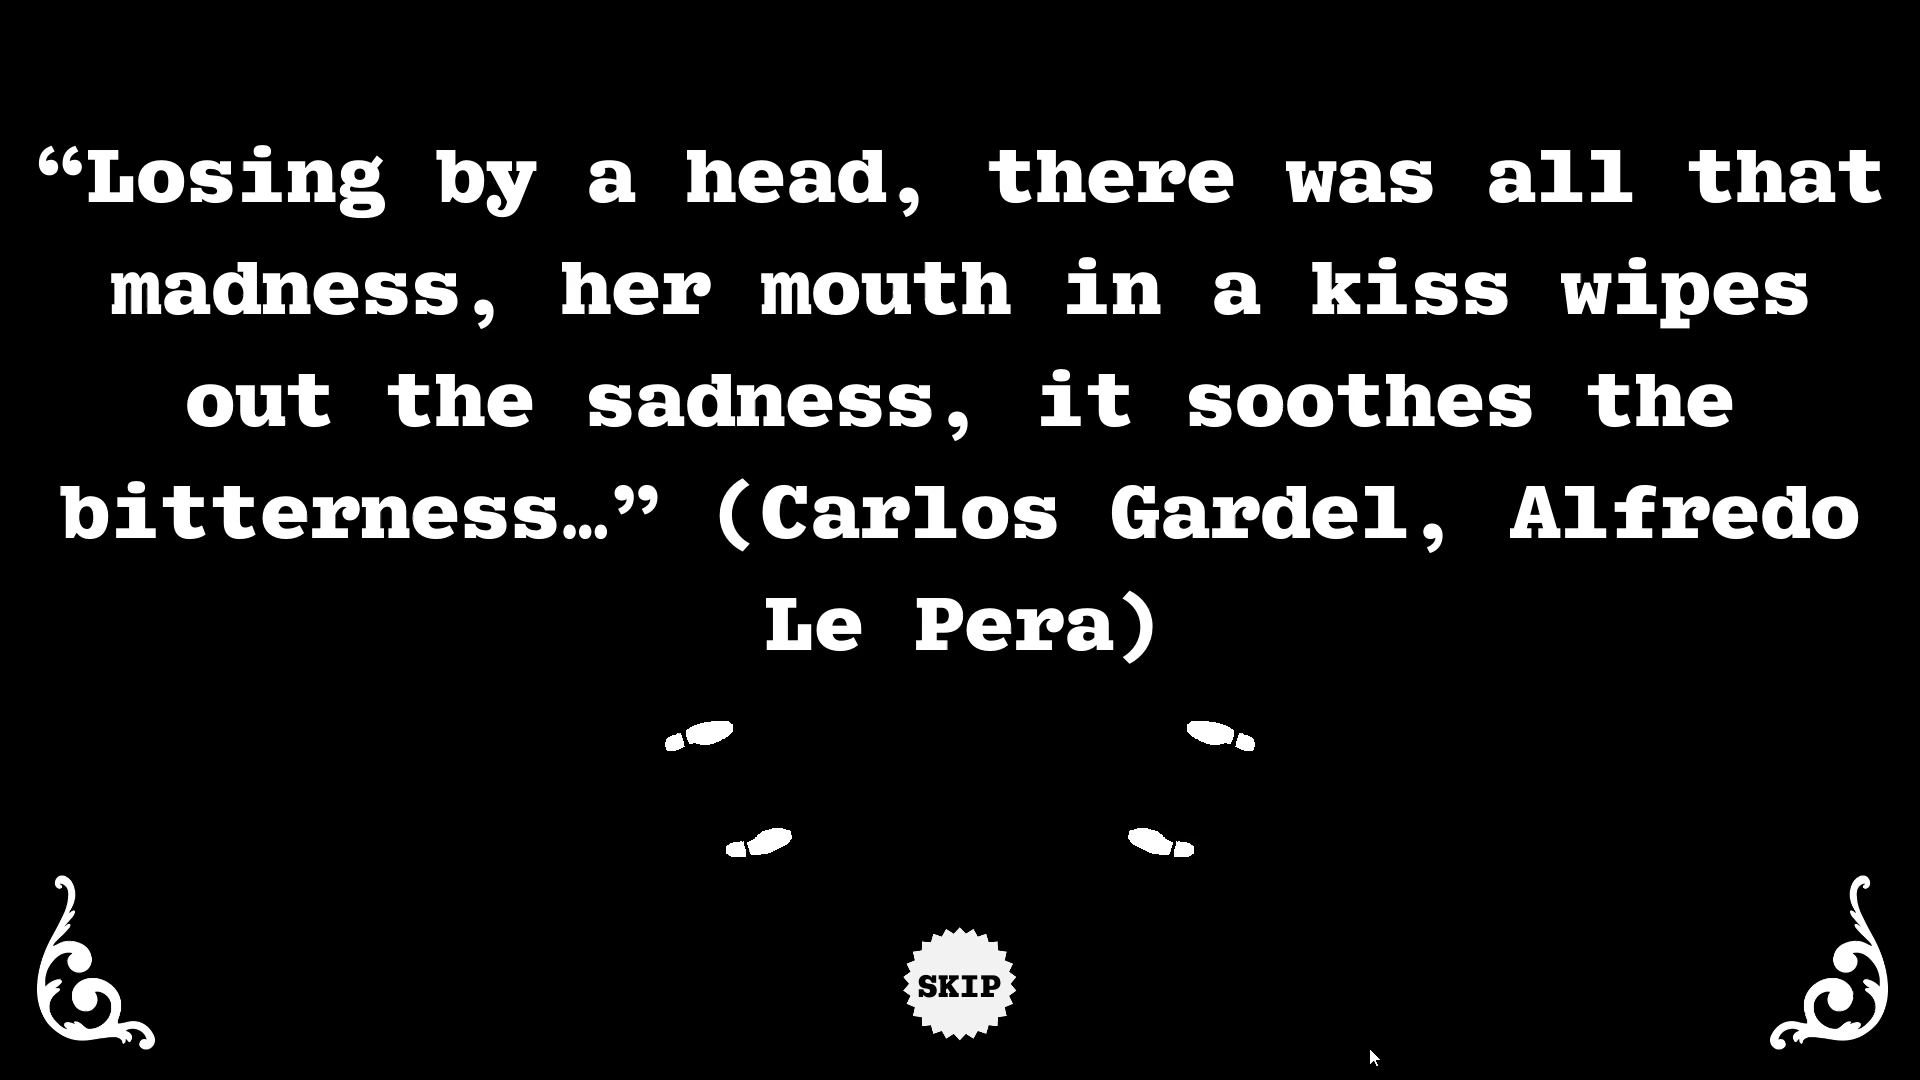 “Losing by a head, there was all that
madness, her mouth in a kiss wipes
out the sadness, it soothes the
bitterness…” (Carlos Gardel, Alfredo
Le Pera)
SKIP